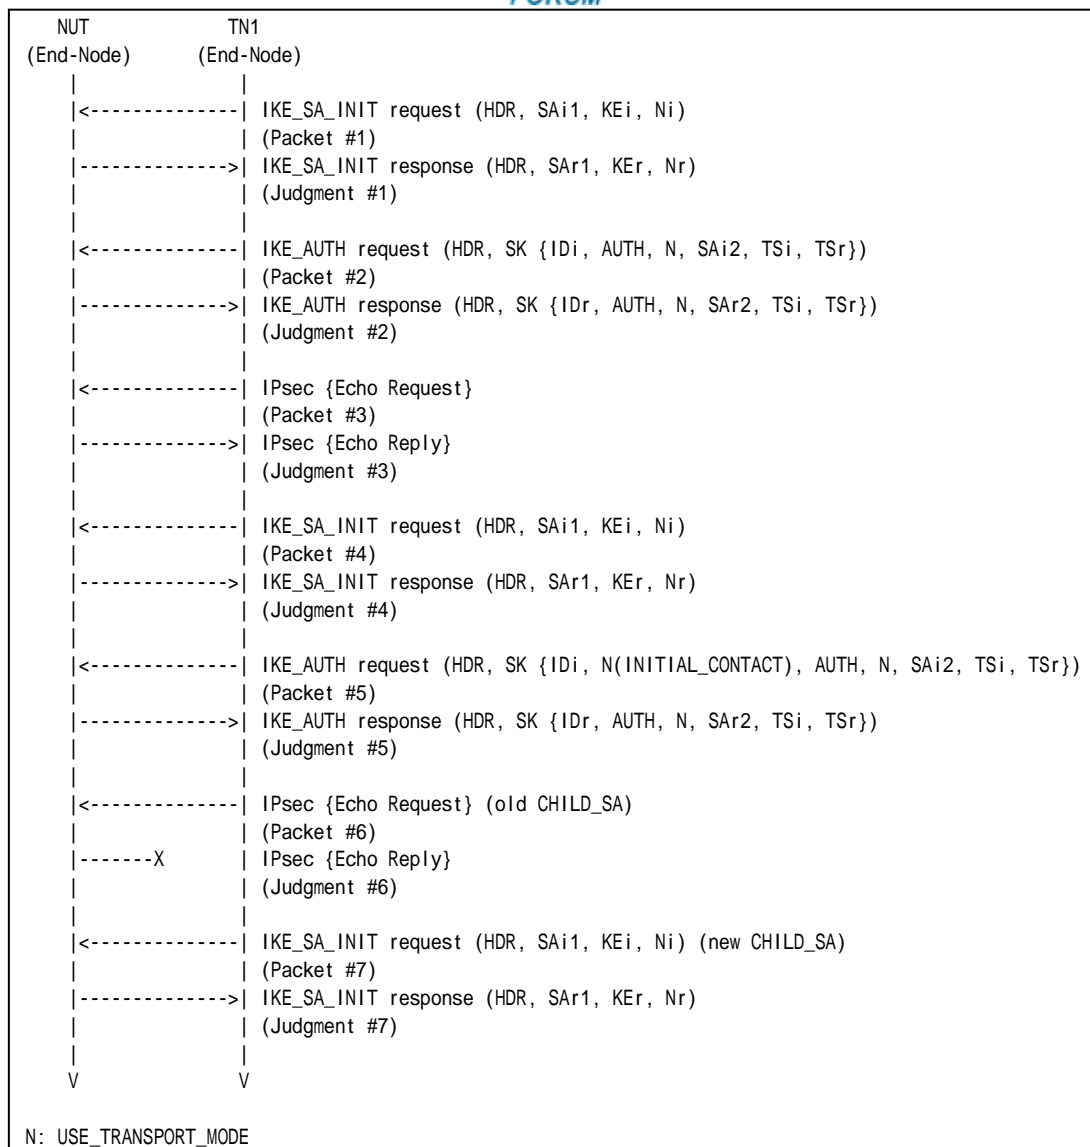 FORUM
NUT TN1
(End-Node) (End-Node)
| |
|<--------------| IKE_SA_INIT request (HDR, SAi1, KEi, Ni)
| | (Packet #1)
|-------------->| IKE_SA_INIT response (HDR, SAr1, KEr, Nr)
| | (Judgment #1)
| |
|<--------------| IKE_AUTH request (HDR, SK {IDi, AUTH, N, SAi2, TSi, TSr})
| | (Packet #2)
|-------------->| IKE_AUTH response (HDR, SK {IDr, AUTH, N, SAr2, TSi, TSr})
| | (Judgment #2)
| |
|<--------------| IPsec {Echo Request}
| | (Packet #3)
|-------------->| IPsec {Echo Reply}
| | (Judgment #3)
| |
|<--------------| IKE_SA_INIT request (HDR, SAi1, KEi, Ni)
| | (Packet #4)
|-------------->| IKE_SA_INIT response (HDR, SAr1, KEr, Nr)
| | (Judgment #4)
| |
|<--------------| IKE_AUTH request (HDR, SK {IDi, N(INITIAL_CONTACT), AUTH, N, SAi2, TSi, TSr})
| | (Packet #5)
|-------------->| IKE_AUTH response (HDR, SK {IDr, AUTH, N, SAr2, TSi, TSr})
| | (Judgment #5)
| |
|<--------------| IPsec {Echo Request} (old CHILD_SA)
| | (Packet #6)
|-------X | IPsec {Echo Reply}
| | (Judgment #6)
| |
|<--------------| IKE_SA_INIT request (HDR, SAi1, KEi, Ni) (new CHILD_SA)
| | (Packet #7)
|-------------->| IKE_SA_INIT response (HDR, SAr1, KEr, Nr)
| | (Judgment #7)
| |
V V
N: USE_TRANSPORT_MODE